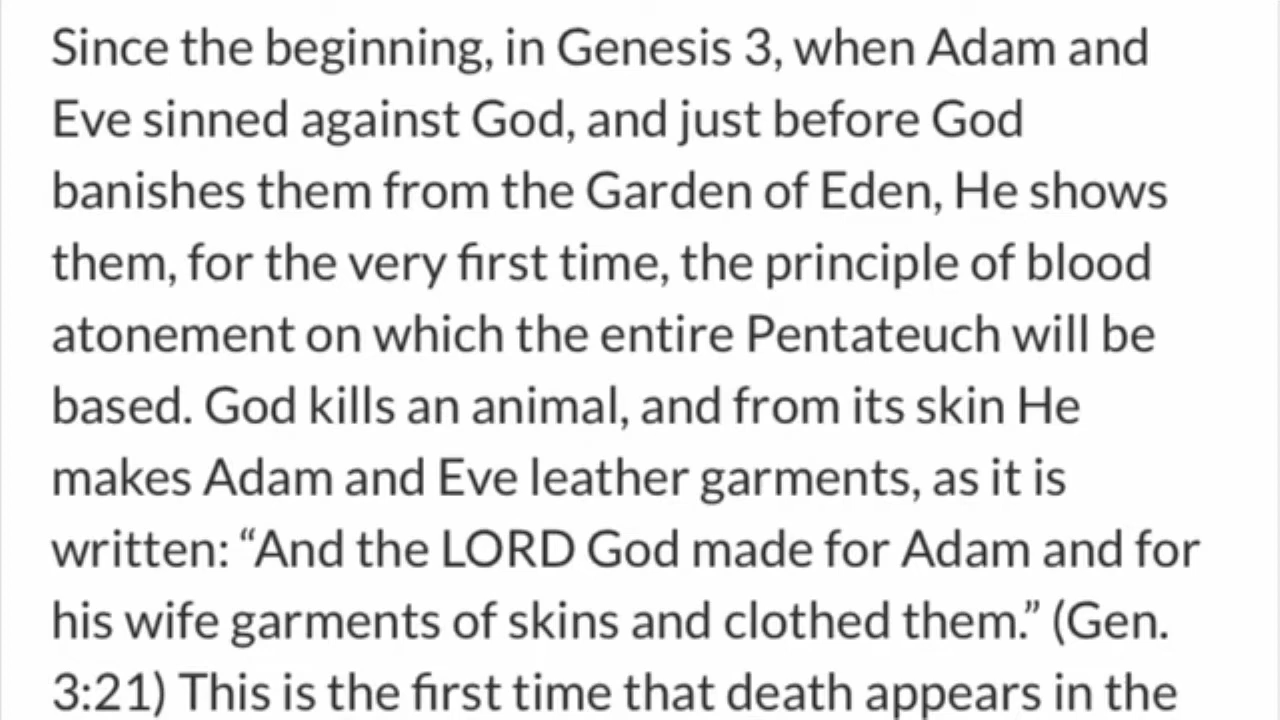 Since the beginning, in Genesis 3, when Adam and
Eve sinned against God, and just before God
banishes them from the Garden of Eden, He shows
them, for the very first time, the principle of blood
atonement on which the entire Pentateuch will be
based. God kills an animal, and from its skin He
makes Adam and Eve leather garments, as it is
written: “And the LORD God made for Adam and for
his wife garments of skins and clothed them.” (Gen.
3:21) This is the first time that death appears in the